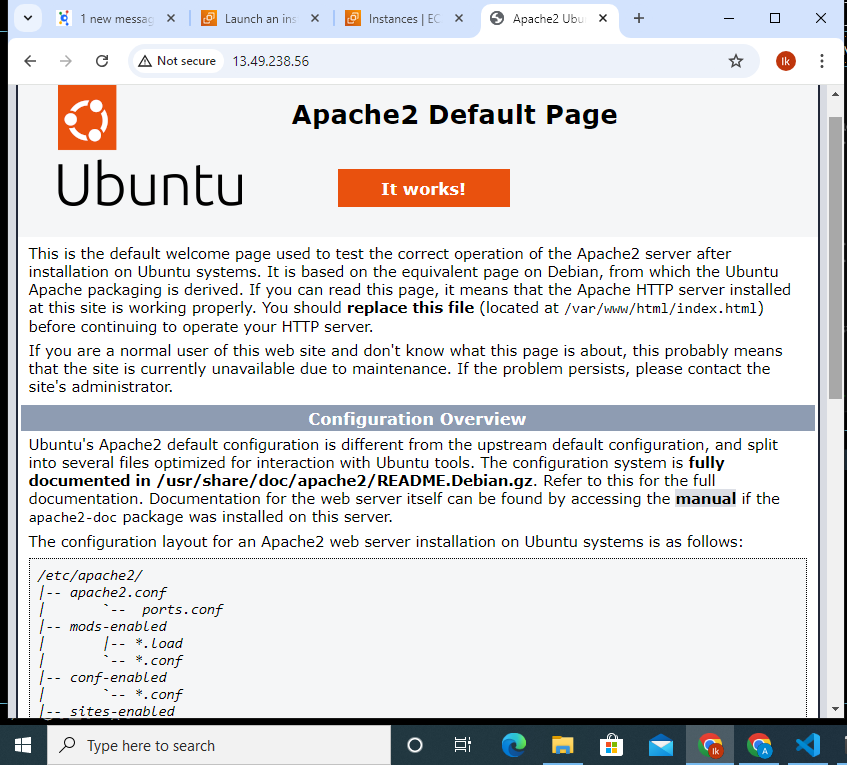 1 new messag
Launch an ins
Instances | EC
Apache2 Ubu
Not secure
13.49.238.56
Ik
Ubuntu
Apache2 Default Page
It works!
This is the default welcome page used to test the correct operation of the Apache2 server after
installation on Ubuntu systems. It is based on the equivalent page on Debian, from which the Ubuntu
Apache packaging is derived. If you can read this page, it means that the Apache HTTP server installed
at this site is working properly. You should replace this file (located at /var/www/html/index.html)
before continuing to operate your HTTP server.
If you are a normal user of this web site and don't know what this page is about, this probably means
that the site is currently unavailable due to maintenance. If the problem persists, please contact the
site's administrator.
Configuration Overview
Ubuntu's Apache2 default configuration is different from the upstream default configuration, and split
into several files optimized for interaction with Ubuntu tools. The configuration system is fully
documented in /usr/share/doc/apache2/README.Debian.gz. Refer to this for the full
documentation. Documentation for the web server itself can be found by accessing the manual if the
apache2-doc package was installed on this server.
The configuration layout for an Apache2 web server installation on Ubuntu systems is as follows:
/etc/apache2/
|-- apache2.conf
|       `--  ports.conf
|-- mods-enabled
|       |-- *.load
|       `-- *.conf
|-- conf-enabled
|       `-- *.conf
|-- sites-enabled
Type here to search
Ik
A